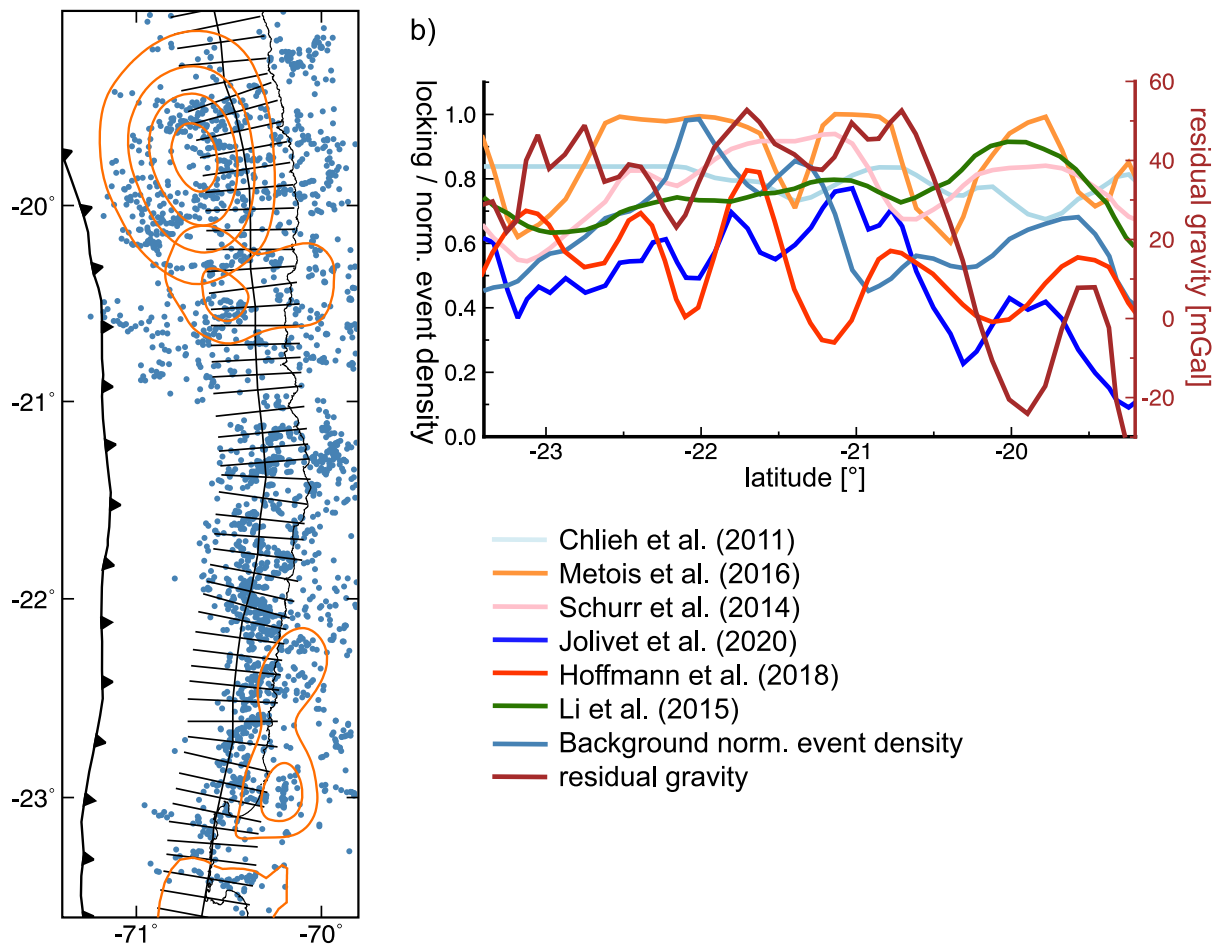 b)
-20°
-21°
-22°
-23°
-71° -70°
locking / norm. event density
1.0
0.8
0.6
0.4
0.2
0.0
60
40
20
0
-20
residual gravity [mGal]
-23 -22 -21 -20
latitude [°]
Chlieh et al. (2011)
Metois et al. (2016)
Schurr et al. (2014)
Jolivet et al. (2020)
Hoffmann et al. (2018)
Li et al. (2015)
Background norm. event density
residual gravity